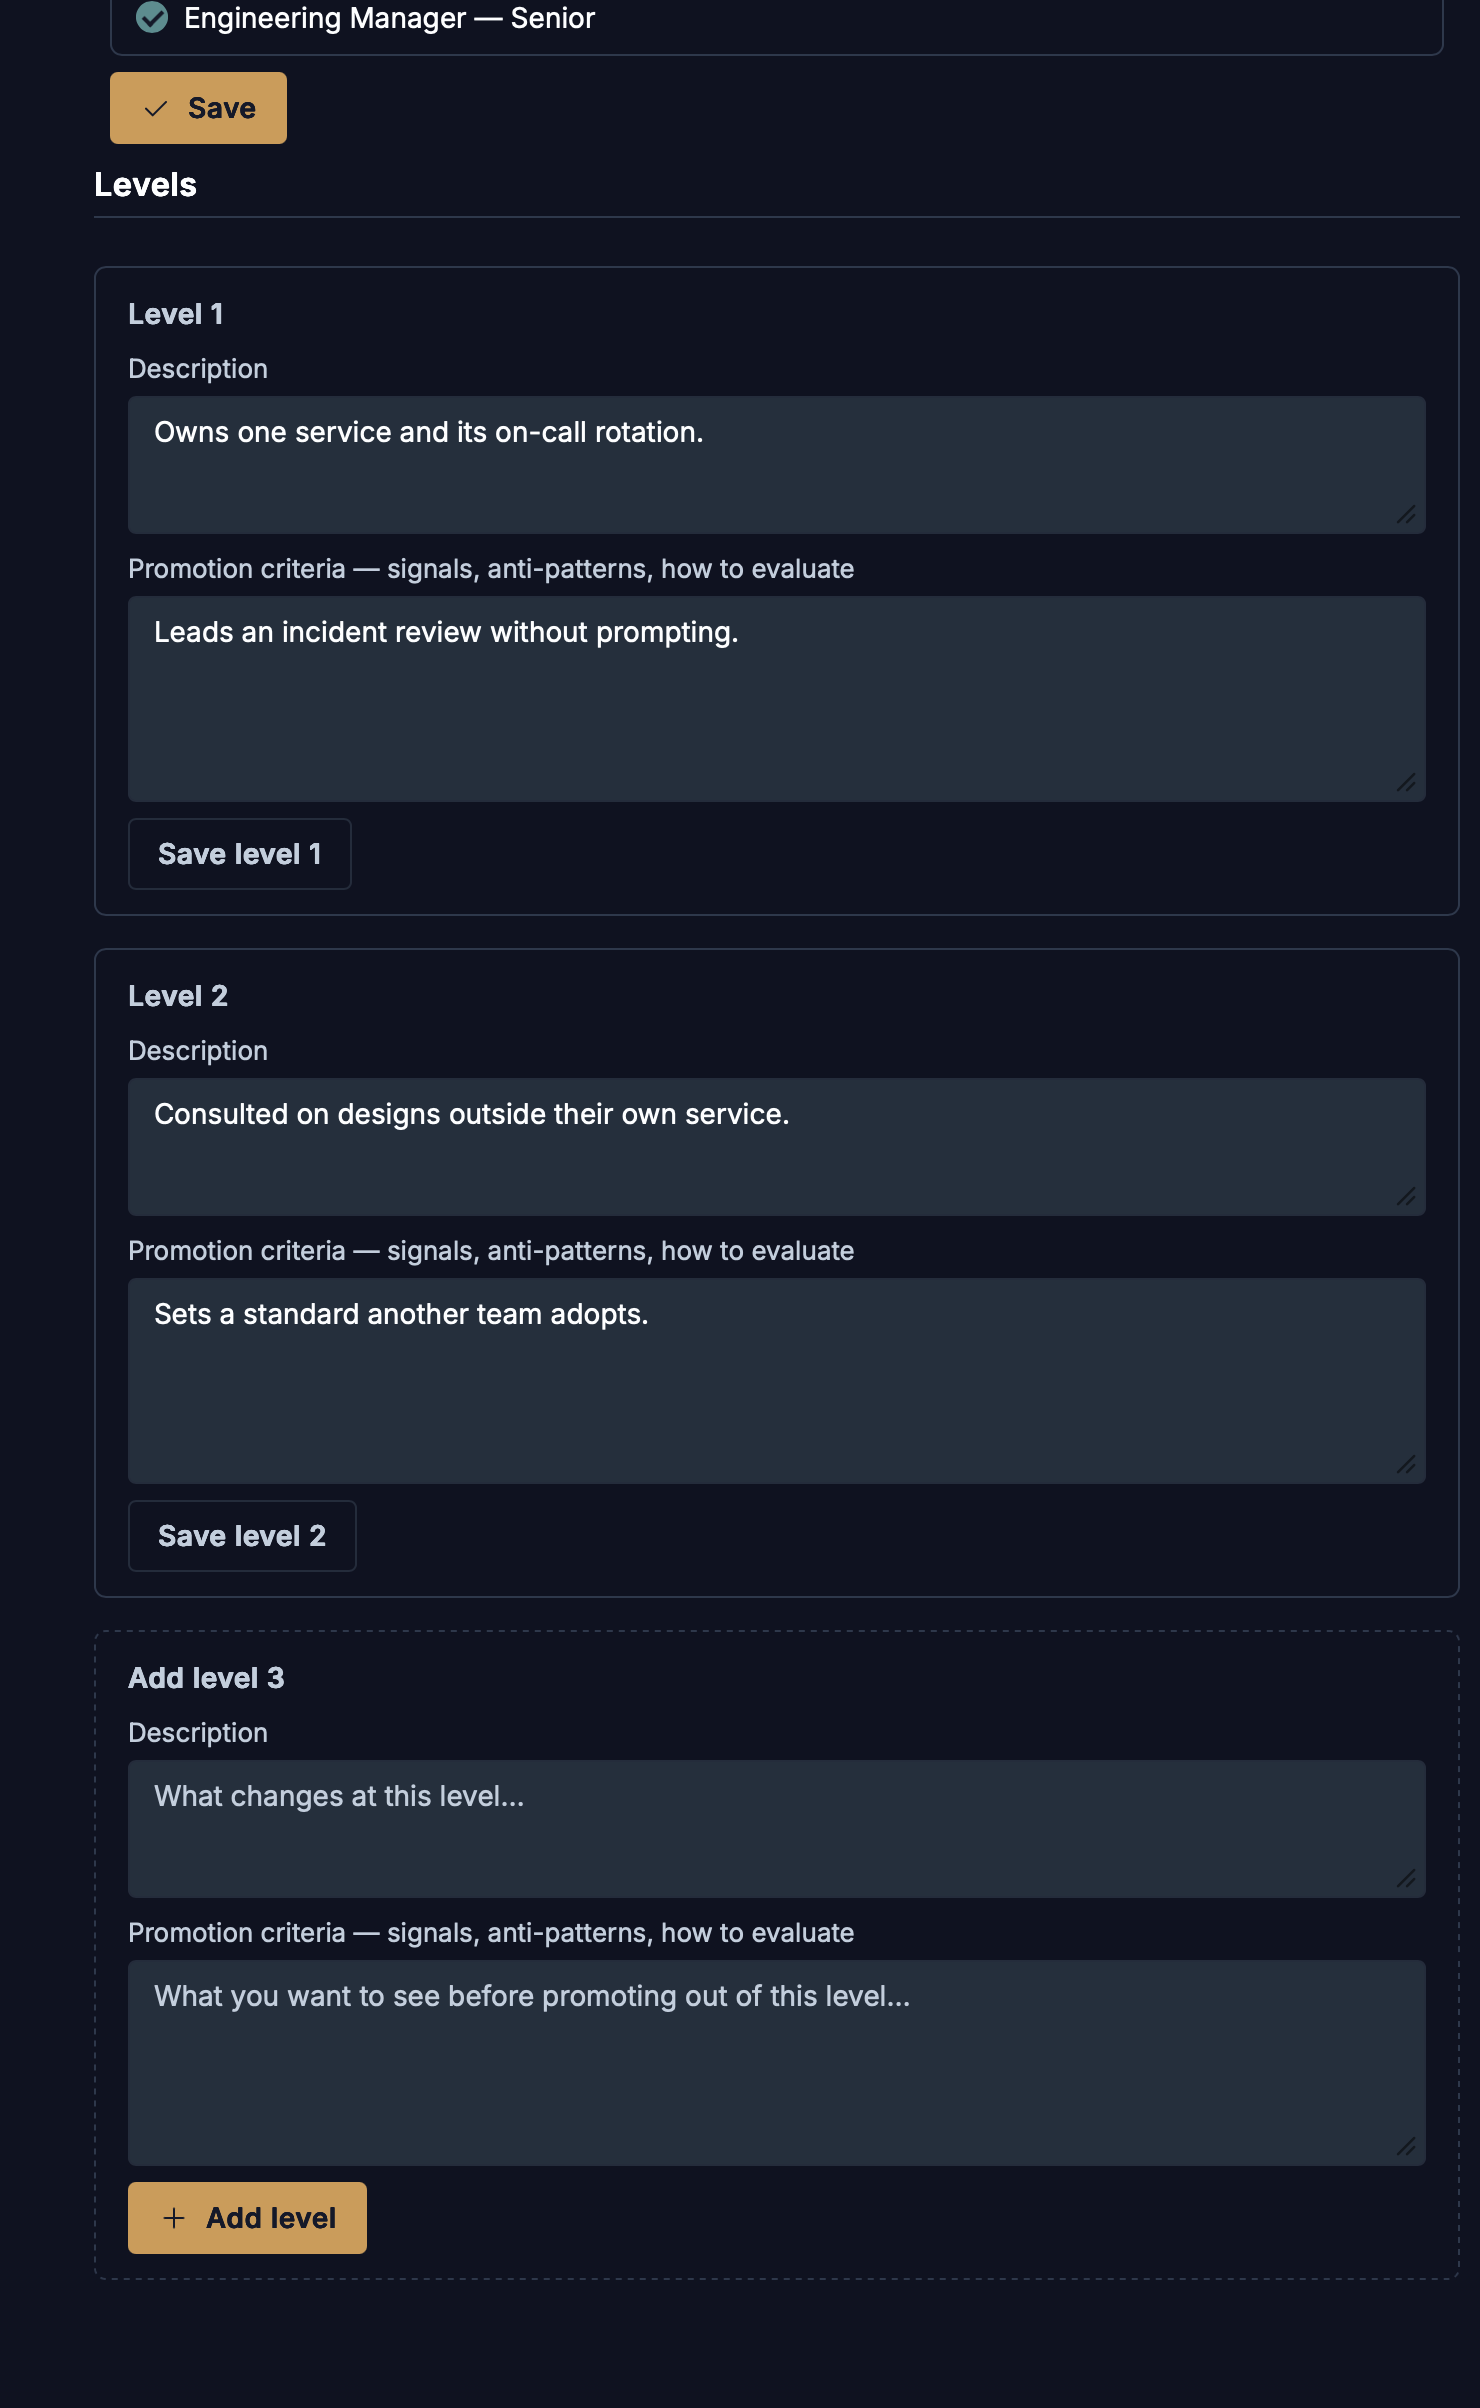 Engineering Manager — Senior
Save
Levels
Level 1
Description
Owns one service and its on-call rotation.
Promotion criteria — signals, anti-patterns, how to evaluate
Leads an incident review without prompting.
Save level 1
Level 2
Description
Consulted on designs outside their own service.
Promotion criteria — signals, anti-patterns, how to evaluate
Sets a standard another team adopts.
Save level 2
Add level 3
Description
What changes at this level...
Promotion criteria — signals, anti-patterns, how to evaluate
What you want to see before promoting out of this level...
Add level